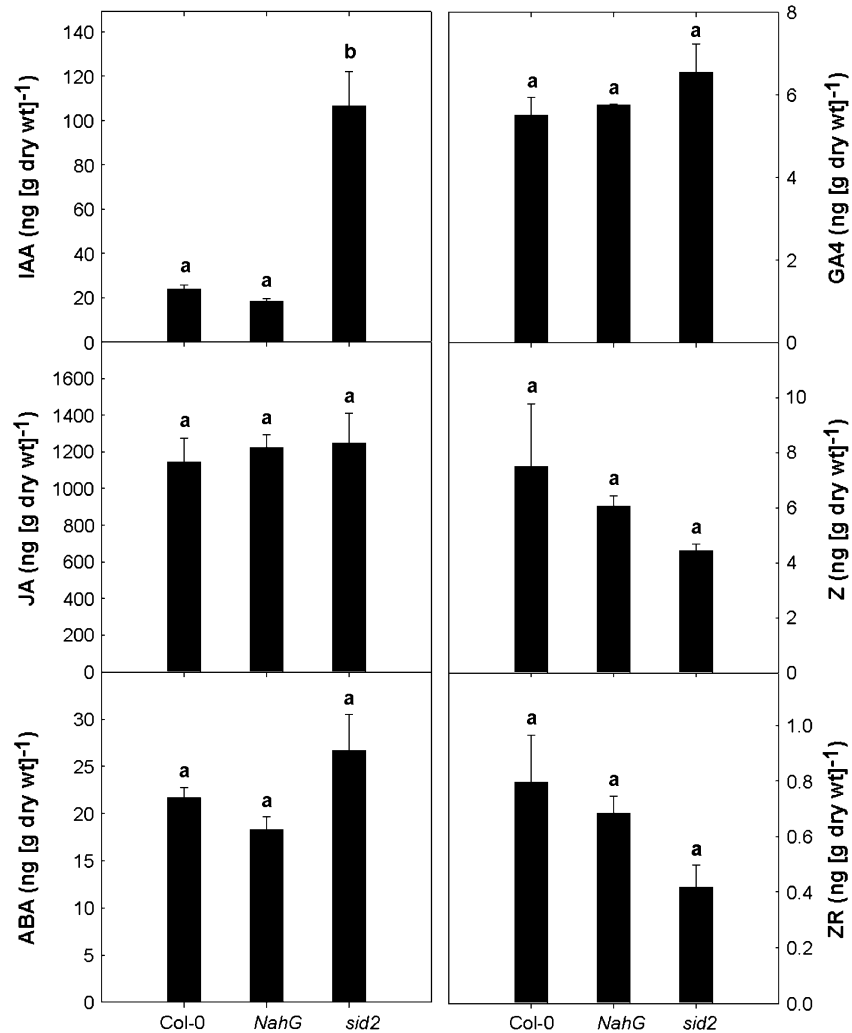 140
120
100
80
60
40
20
0
IAA (ng [g dry wt]-1)
a
a
b
8
6
4
2
0
GA4 (ng [g dry wt]-1)
a
a
a
1600
1400
1200
1000
800
600
400
200
0
JA (ng [g dry wt]-1)
a
a
a
10
8
6
4
2
0
Z (ng [g dry wt]-1)
a
a
a
30
25
20
15
10
5
0
ABA (ng [g dry wt]-1)
a
a
a
Col-0 NahG sid2
1.0
0.8
0.6
0.4
0.2
0.0
ZR (ng [g dry wt]-1)
a
a
a
Col-0 NahG sid2